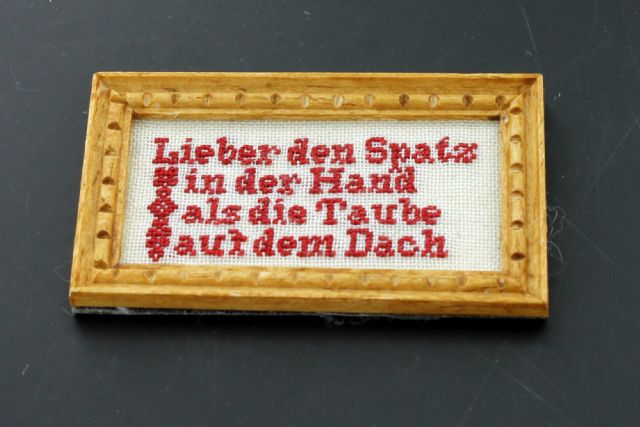 Lieber den Spatz
in der Hand
als die Taube
auf dem Dach